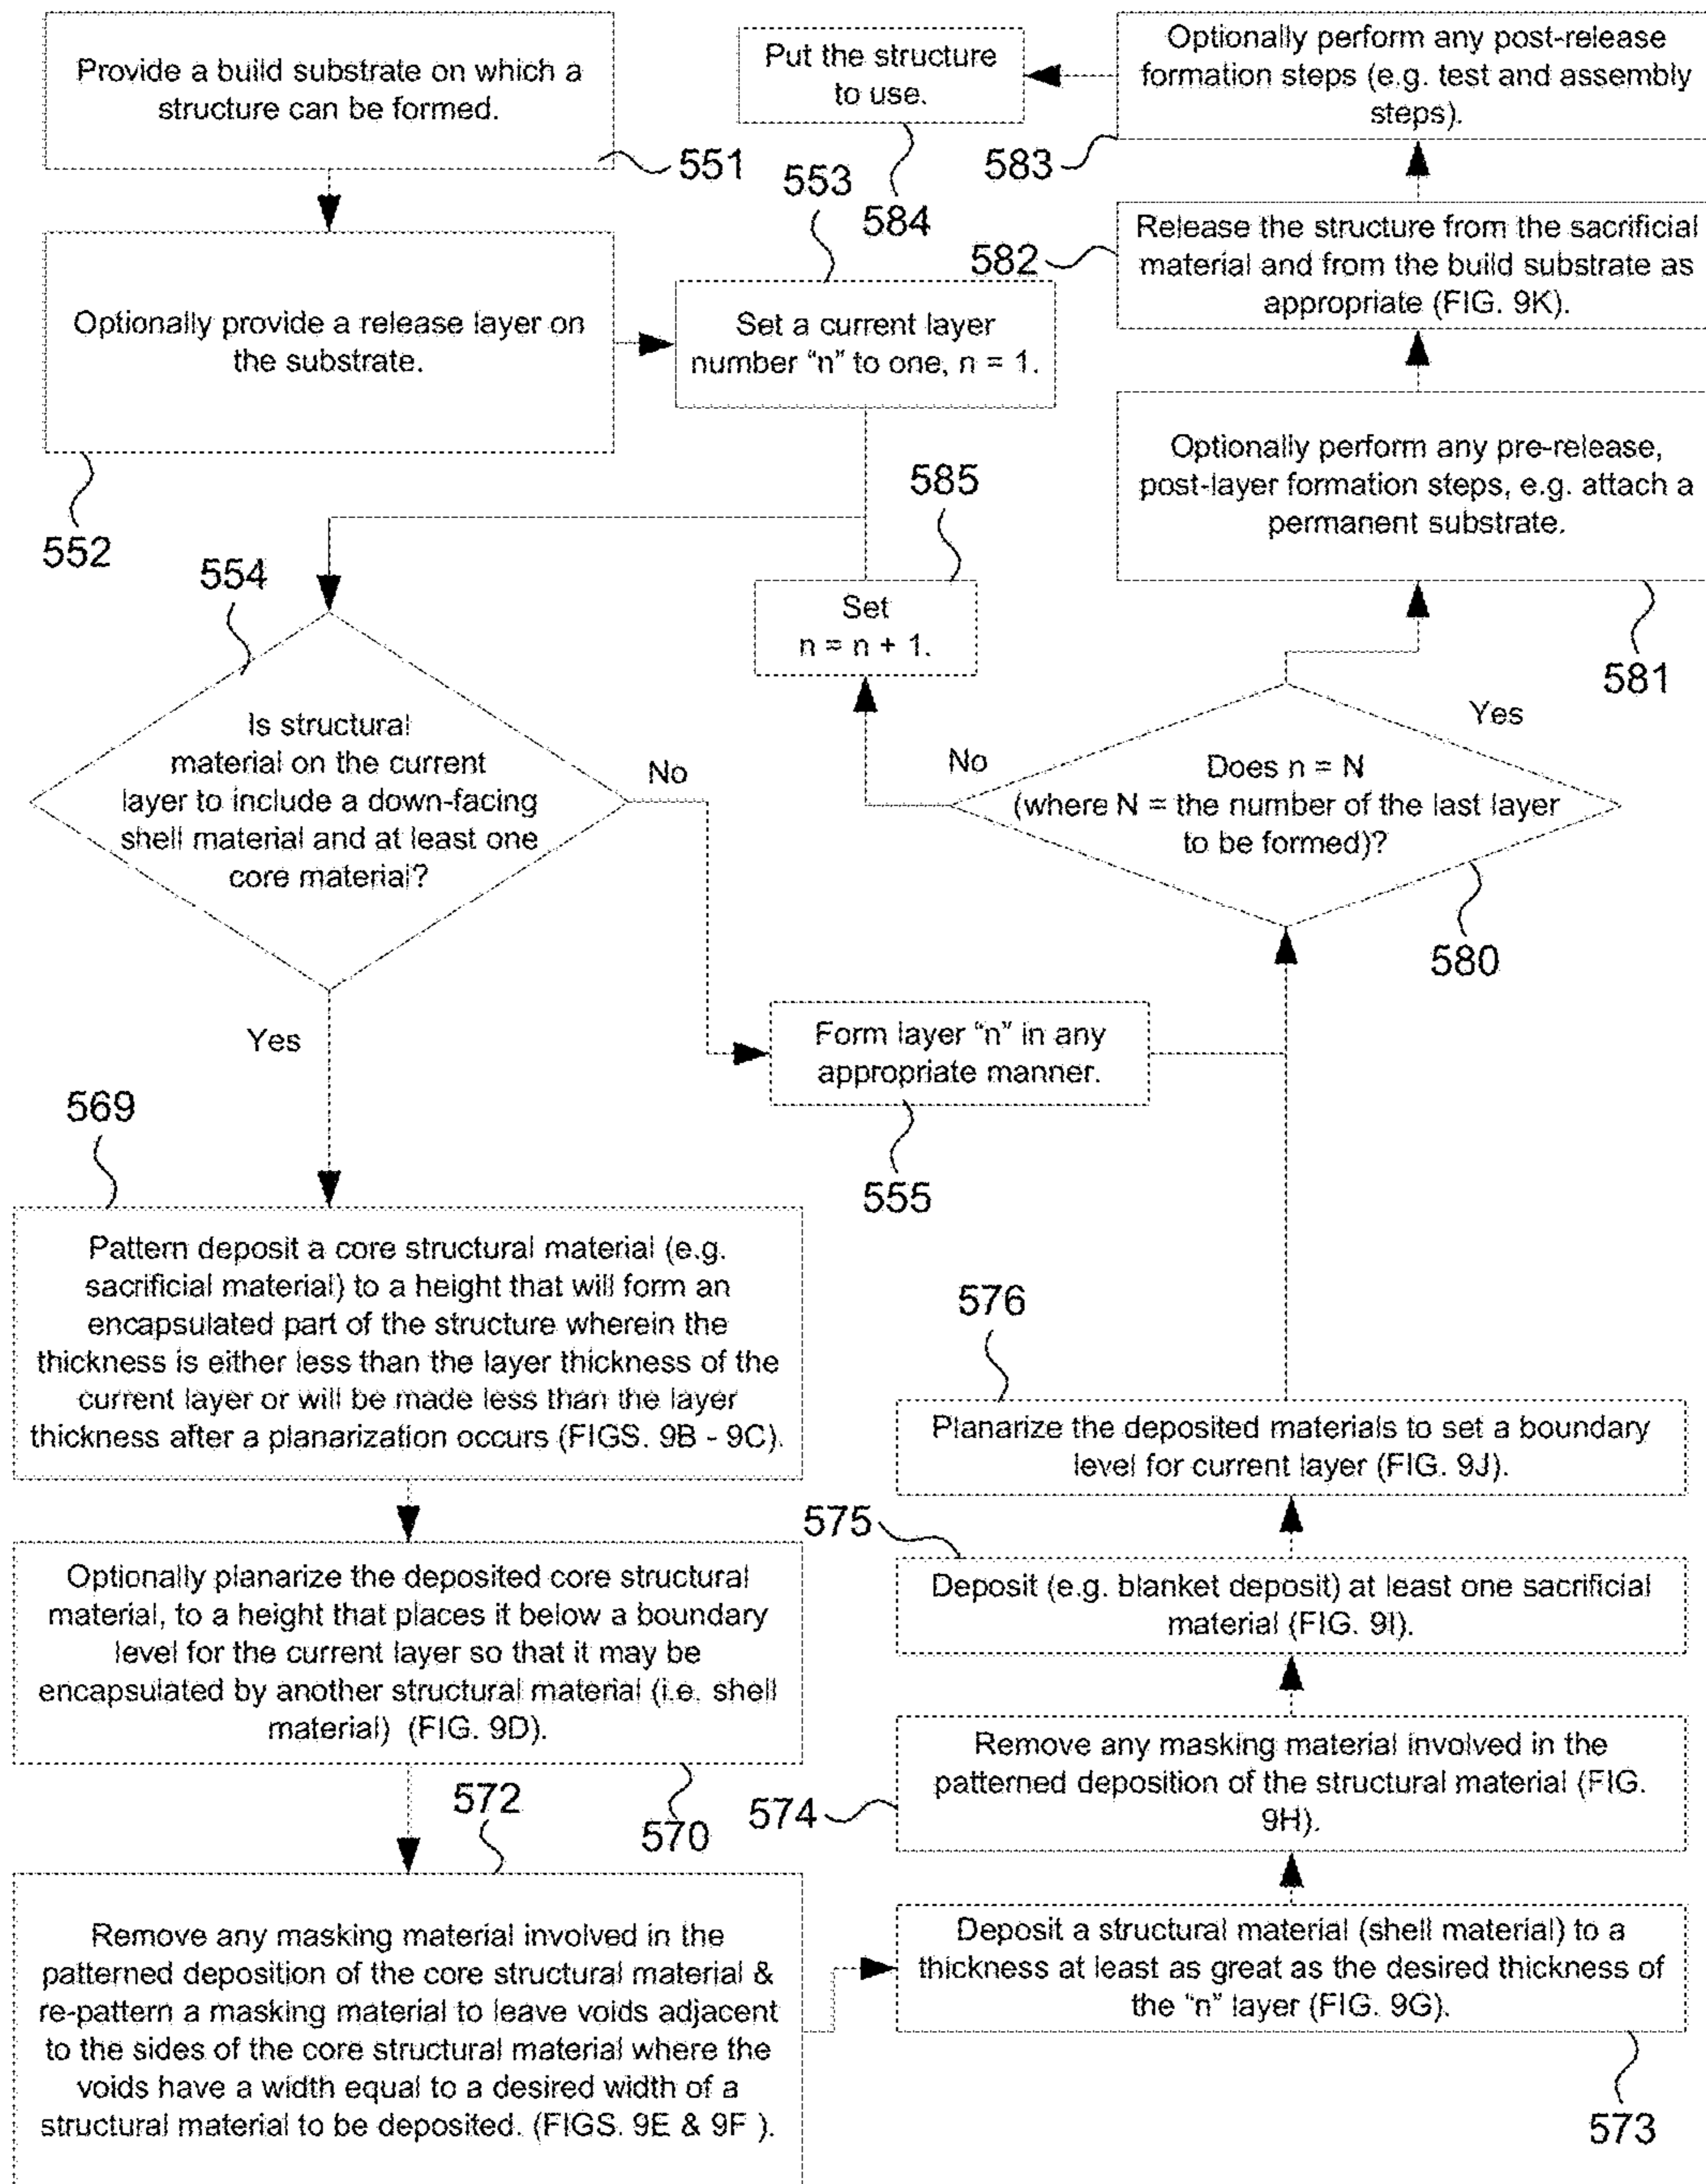 Provide a build substrate on which a
structure can be formed.
551
Optionally provide a release layer on
the substrate.
552
553
Set a current layer
number "n" to one, n = 1.
Put the structure
to use.
584
Optionally perform any post-release
formation steps (e.g. test and assembly
steps).
583
Release the structure from the sacrificial
material and from the build substrate as
appropriate (FIG. 9K).
582
Optionally perform any pre-release,
post-layer formation steps, e.g. attach a
permanent substrate.
581
585
Set
n = n + 1.
554
Is structural
material on the current
layer to include a down-facing
shell material and at least one
core material?
No
Yes
No
Yes
Does n = N
(where N = the number of the last layer
to be formed)?
580
Form layer "n" in any
appropriate manner.
555
569
Pattern deposit a core structural material (e.g.
sacrificial material) to a height that will form an
encapsulated part of the structure wherein the
thickness is either less than the layer thickness of the
current layer or will be made less than the layer
thickness after a planarization occurs (FIGS. 9B - 9C).
Optionally planarize the deposited core structural
material, to a height that places it below a boundary
level for the current layer so that it may be
encapsulated by another structural material (i.e. shell
material) (FIG. 9D).
570
572
Remove any masking material involved in the
patterned deposition of the core structural material &
re-pattern a masking material to leave voids adjacent
to the sides of the core structural material where the
voids have a width equal to a desired width of a
structural material to be deposited. (FIGS. 9E & 9F ).
576
Planarize the deposited materials to set a boundary
level for current layer (FIG. 9J).
575
Deposit (e.g. blanket deposit) at least one sacrificial
material (FIG. 9I).
Remove any masking material involved in the
patterned deposition of the structural material (FIG.
9H).
574
Deposit a structural material (shell material) to a
thickness at least as great as the desired thickness of
the "n" layer (FIG. 9G).
573